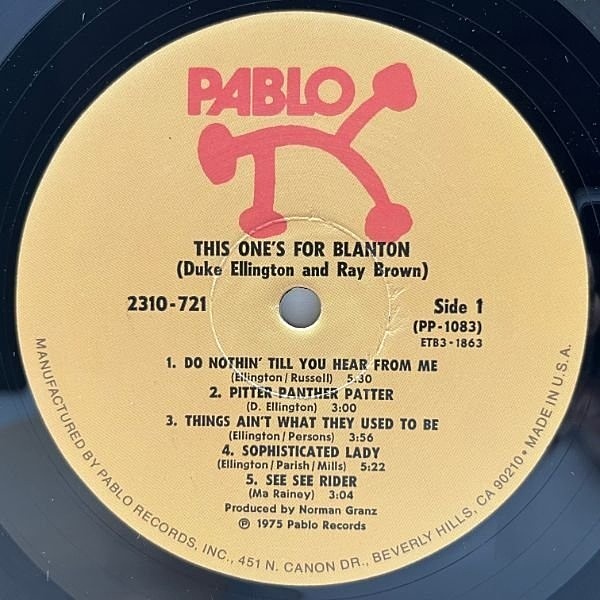 PABLO
THIS ONE'S FOR BLANTON
(Duke Ellington and Ray Brown)
2310-721
Side 1
(PP-1083)
ETB3-1863
1. DO NOTHIN' TILL YOU HEAR FROM ME
(Ellington/Russell) 5:30
2. PITTER PANTHER PATTER
(D. Ellington) 3:00
3. THINGS AIN'T WHAT THEY USED TO BE
(Ellington/Persons) 3:56
4. SOPHISTICATED LADY
(Ellington/Parish/Mills) 5:22
5. SEE SEE RIDER
(Ma Rainey) 3:04
Produced by Norman Granz
℗ 1975 Pablo Records
MANUFACTURED BY PABLO RECORDS, INC., 451 N. CANON DR., BEVERLY HILLS, CA 90210 • MADE IN U.S.A.